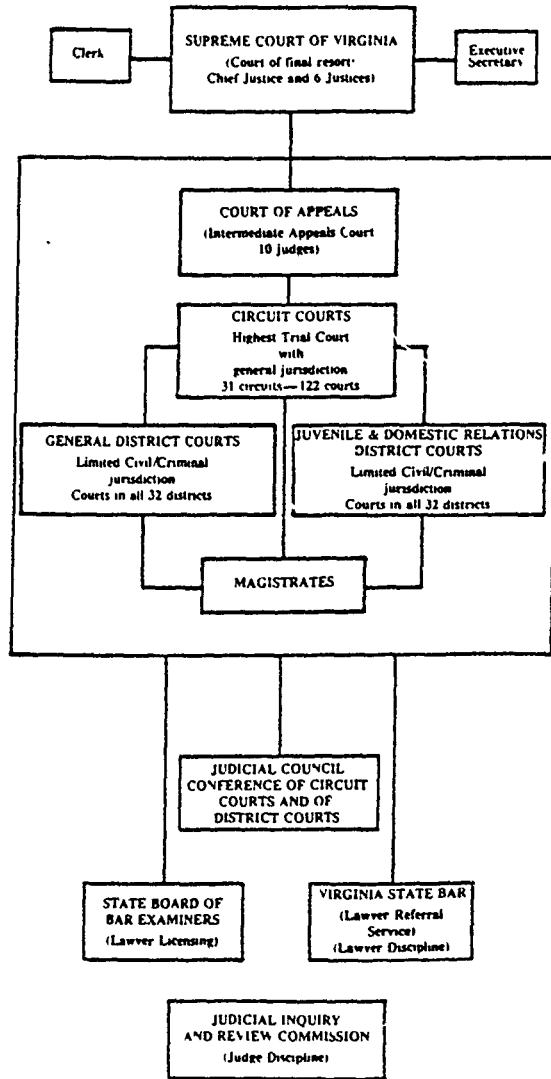 Clerk
SUPREME COURT OF VIRGINIA
(Court of final resort·
Chief Justice and 6 Justices)
Executive
Secretary
COURT OF APPEALS
(Intermediate Appeals Court
10 judges)
CIRCUIT COURTS
Highest Trial Court
with
general jurisdiction
31 circuits—122 courts
GENERAL DISTRICT COURTS
Limited Civil/Criminal
jurisdiction
Courts in all 32 districts
JUVENILE & DOMESTIC RELATIONS
DISTRICT COURTS
Limited Civil/Criminal
jurisdiction
Courts in all 32 districts
MAGISTRATES
JUDICIAL COUNCIL
CONFERENCE OF CIRCUIT
COURTS AND OF
DISTRICT COURTS
STATE BOARD OF
BAR EXAMINERS
(Lawyer Licensing)
VIRGINIA STATE BAR
(Lawyer Referral
Service)
(Lawyer Discipline)
JUDICIAL INQUIRY
AND REVIEW COMMISSION
(Judge Discipline)